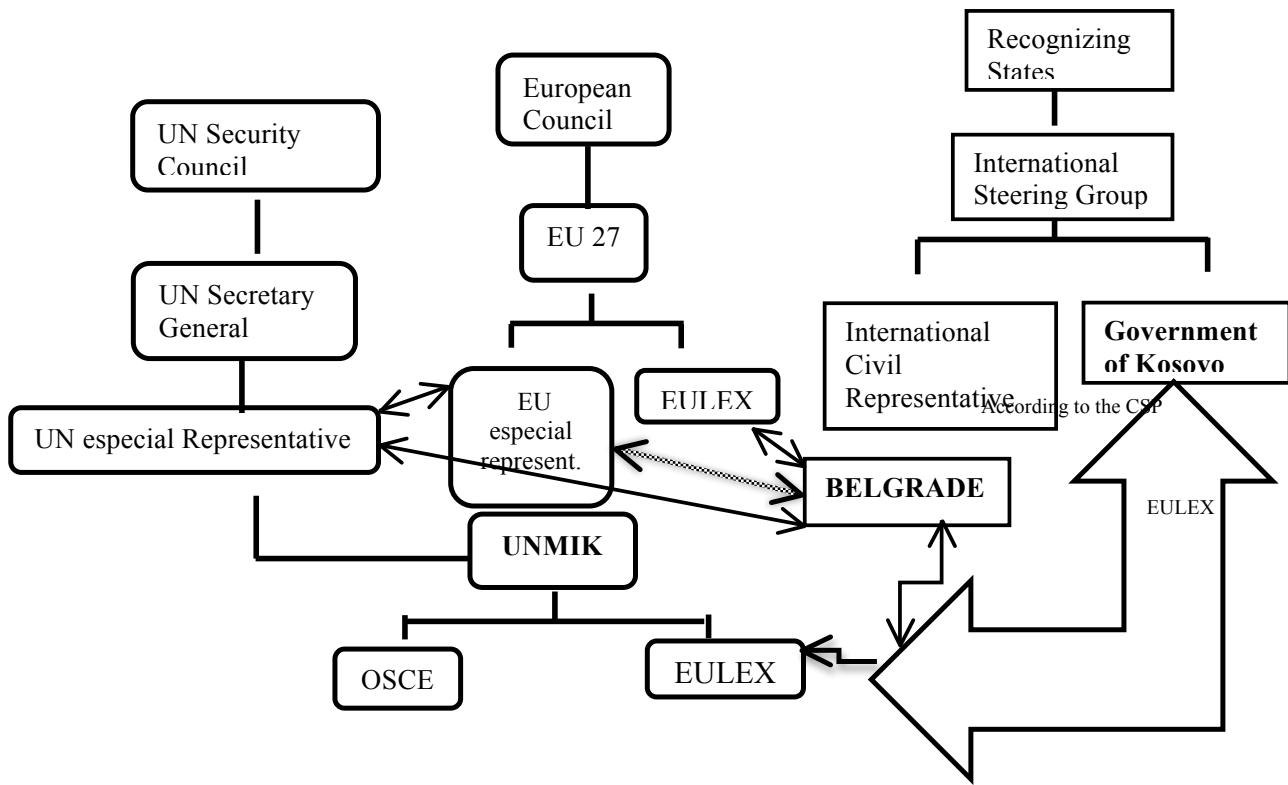 Recognizing
States
European
Council
UN Security
Council
International
Steering Group
EU 27
UN Secretary
General
International
Civil
Representative
Government
of Kosovo
According to the CSP
EULEX
EU
especial
represent.
UN especial Representative
BELGRADE
EULEX
UNMIK
OSCE
EULEX